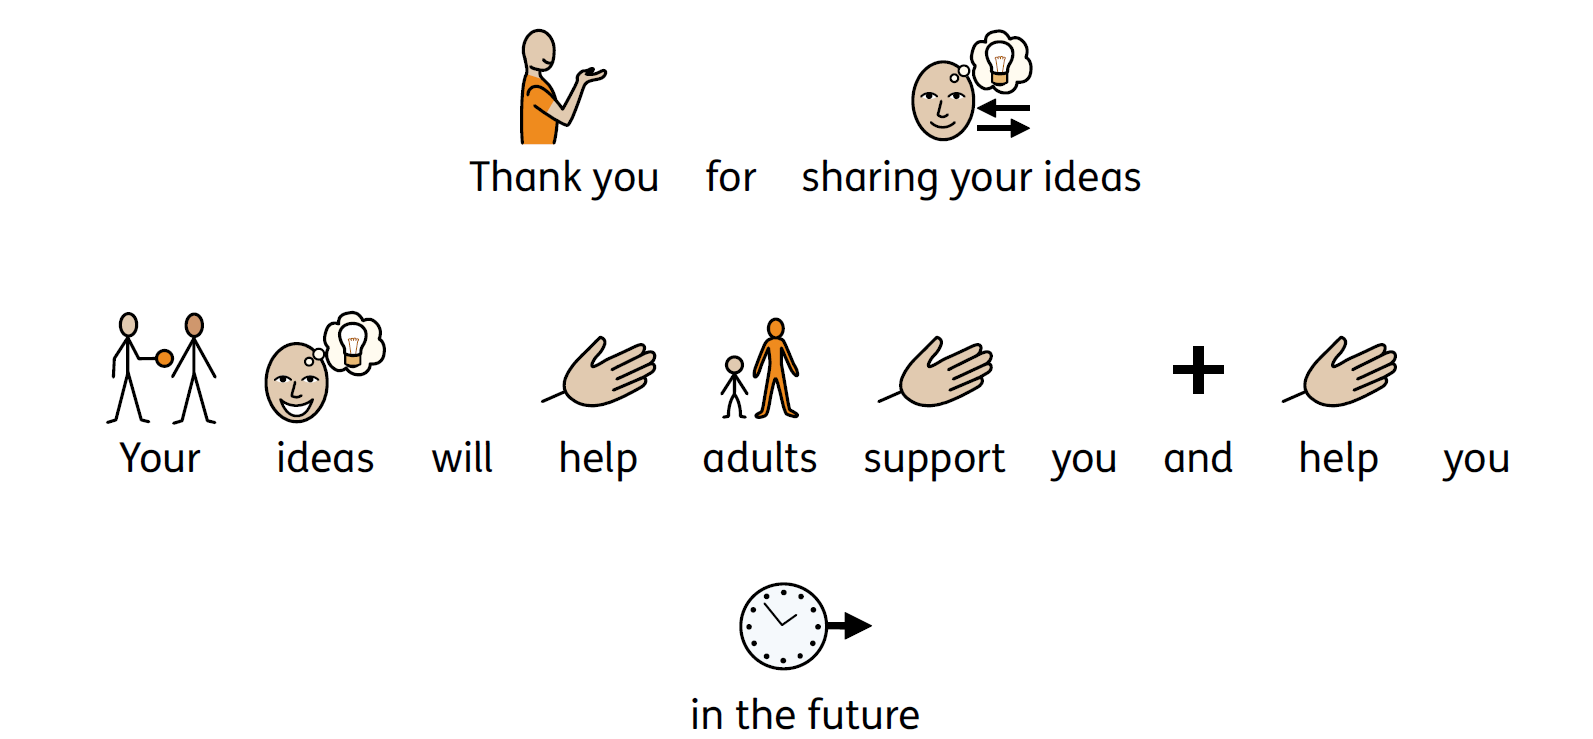 Thank you for sharing your ideas
Your ideas will help adults support you and help you
in the future